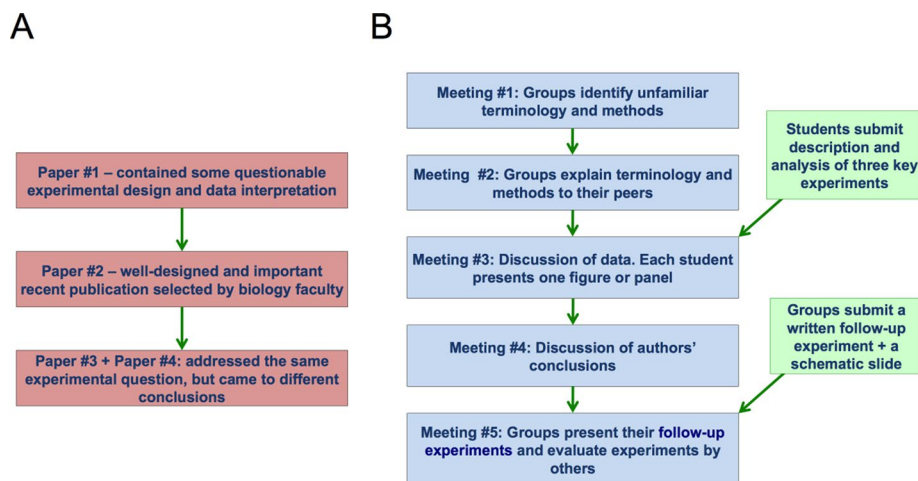 A
Paper #1 – contained some questionable
experimental design and data interpretation
Paper #2 – well-designed and important
recent publication selected by biology faculty
Paper #3 + Paper #4: addressed the same
experimental question, but came to different
conclusions
B
Meeting #1: Groups identify unfamiliar
terminology and methods
Meeting #2: Groups explain terminology and
methods to their peers
Students submit
description and
analysis of three key
experiments
Meeting #3: Discussion of data. Each student
presents one figure or panel
Meeting #4: Discussion of authors’
conclusions
Groups submit a
written follow-up
experiment + a
schematic slide
Meeting #5: Groups present their follow-up
experiments and evaluate experiments by
others